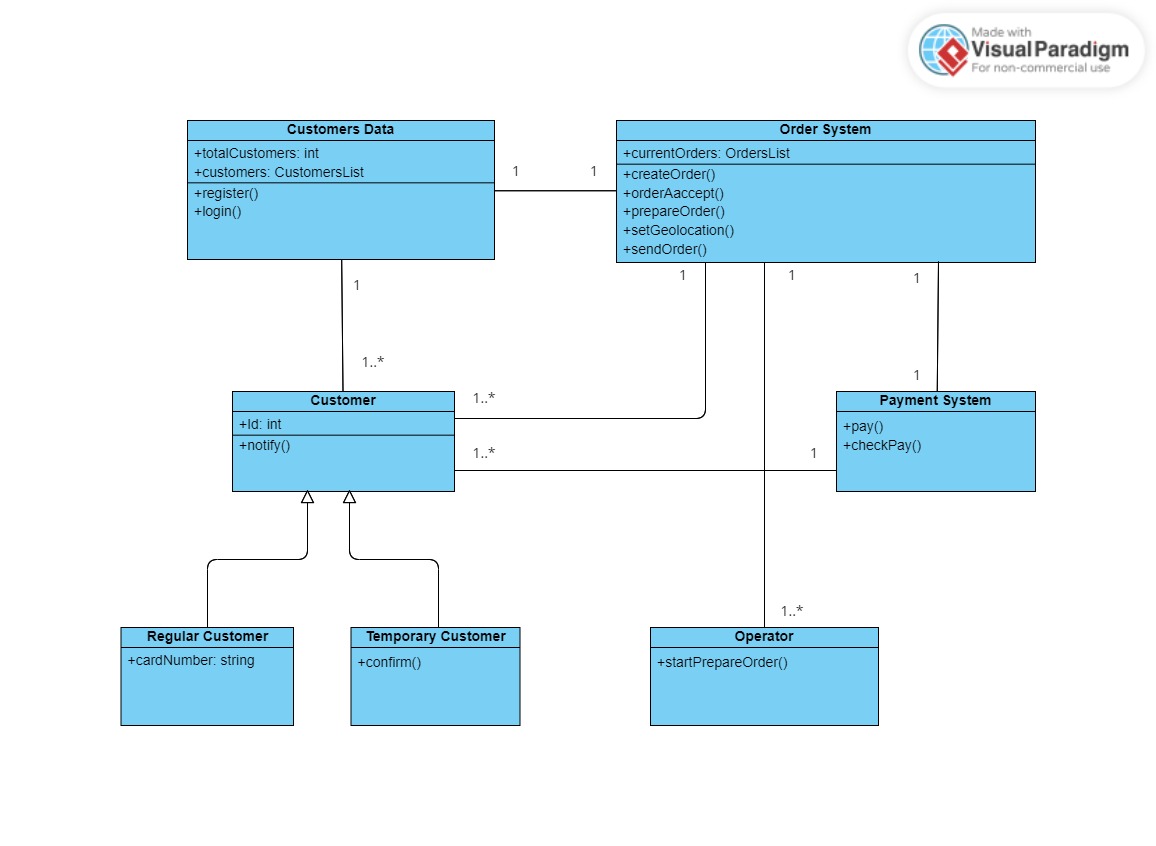 Made with
VisualParadigm
For non-commercial use
Customers Data
+totalCustomers: int
+customers: CustomersList
+register()
+login()
1
1
Order System
+currentOrders: OrdersList
+createOrder()
+orderAaccept()
+prepareOrder()
+setGeolocation()
+sendOrder()
1
1..*
1
1..*
1
1..*
1
1
Customer
+Id: int
+notify()
1..*
1
Payment System
+pay()
+checkPay()
Regular Customer
+cardNumber: string
Temporary Customer
+confirm()
Operator
+startPrepareOrder()